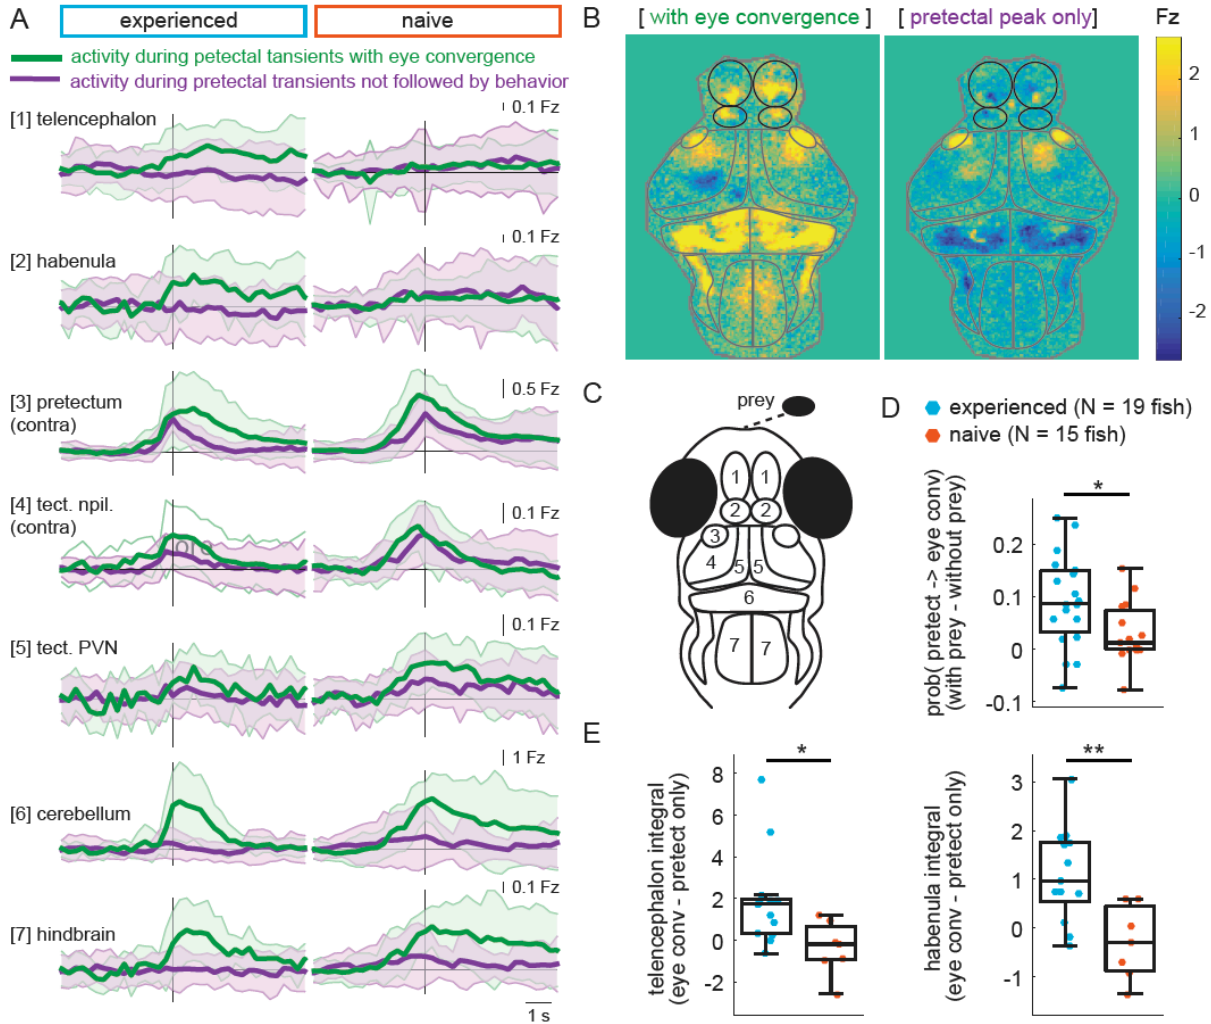 A
experienced
naive
activity during petectal tansients with eye convergence
activity during pretectal transients not followed by behavior
[1] telencephalon
0.1 Fz
[2] habenula
0.1 Fz
[3] pretectum
(contra)
0.5 Fz
[4] tect. npil.
(contra)
0.1 Fz
[5] tect. PVN
0.1 Fz
[6] cerebellum
1 Fz
[7] hindbrain
0.1 Fz
1 s
B
[ with eye convergence ]
[ pretectal peak only]
Fz
2
1
0
-1
-2
C
prey
1
1
2
2
3
4
5
5
6
7
7
D
experienced (N = 19 fish)
naive (N = 15 fish)
prob( pretect -> eye conv)
(with prey - without prey)
*
0.2
0.1
0
-0.1
E
telencephalon integral
(eye conv - pretect only)
*
8
6
4
2
0
-2
habenula integral
(eye conv - pretect only)
**
3
2
1
0
-1